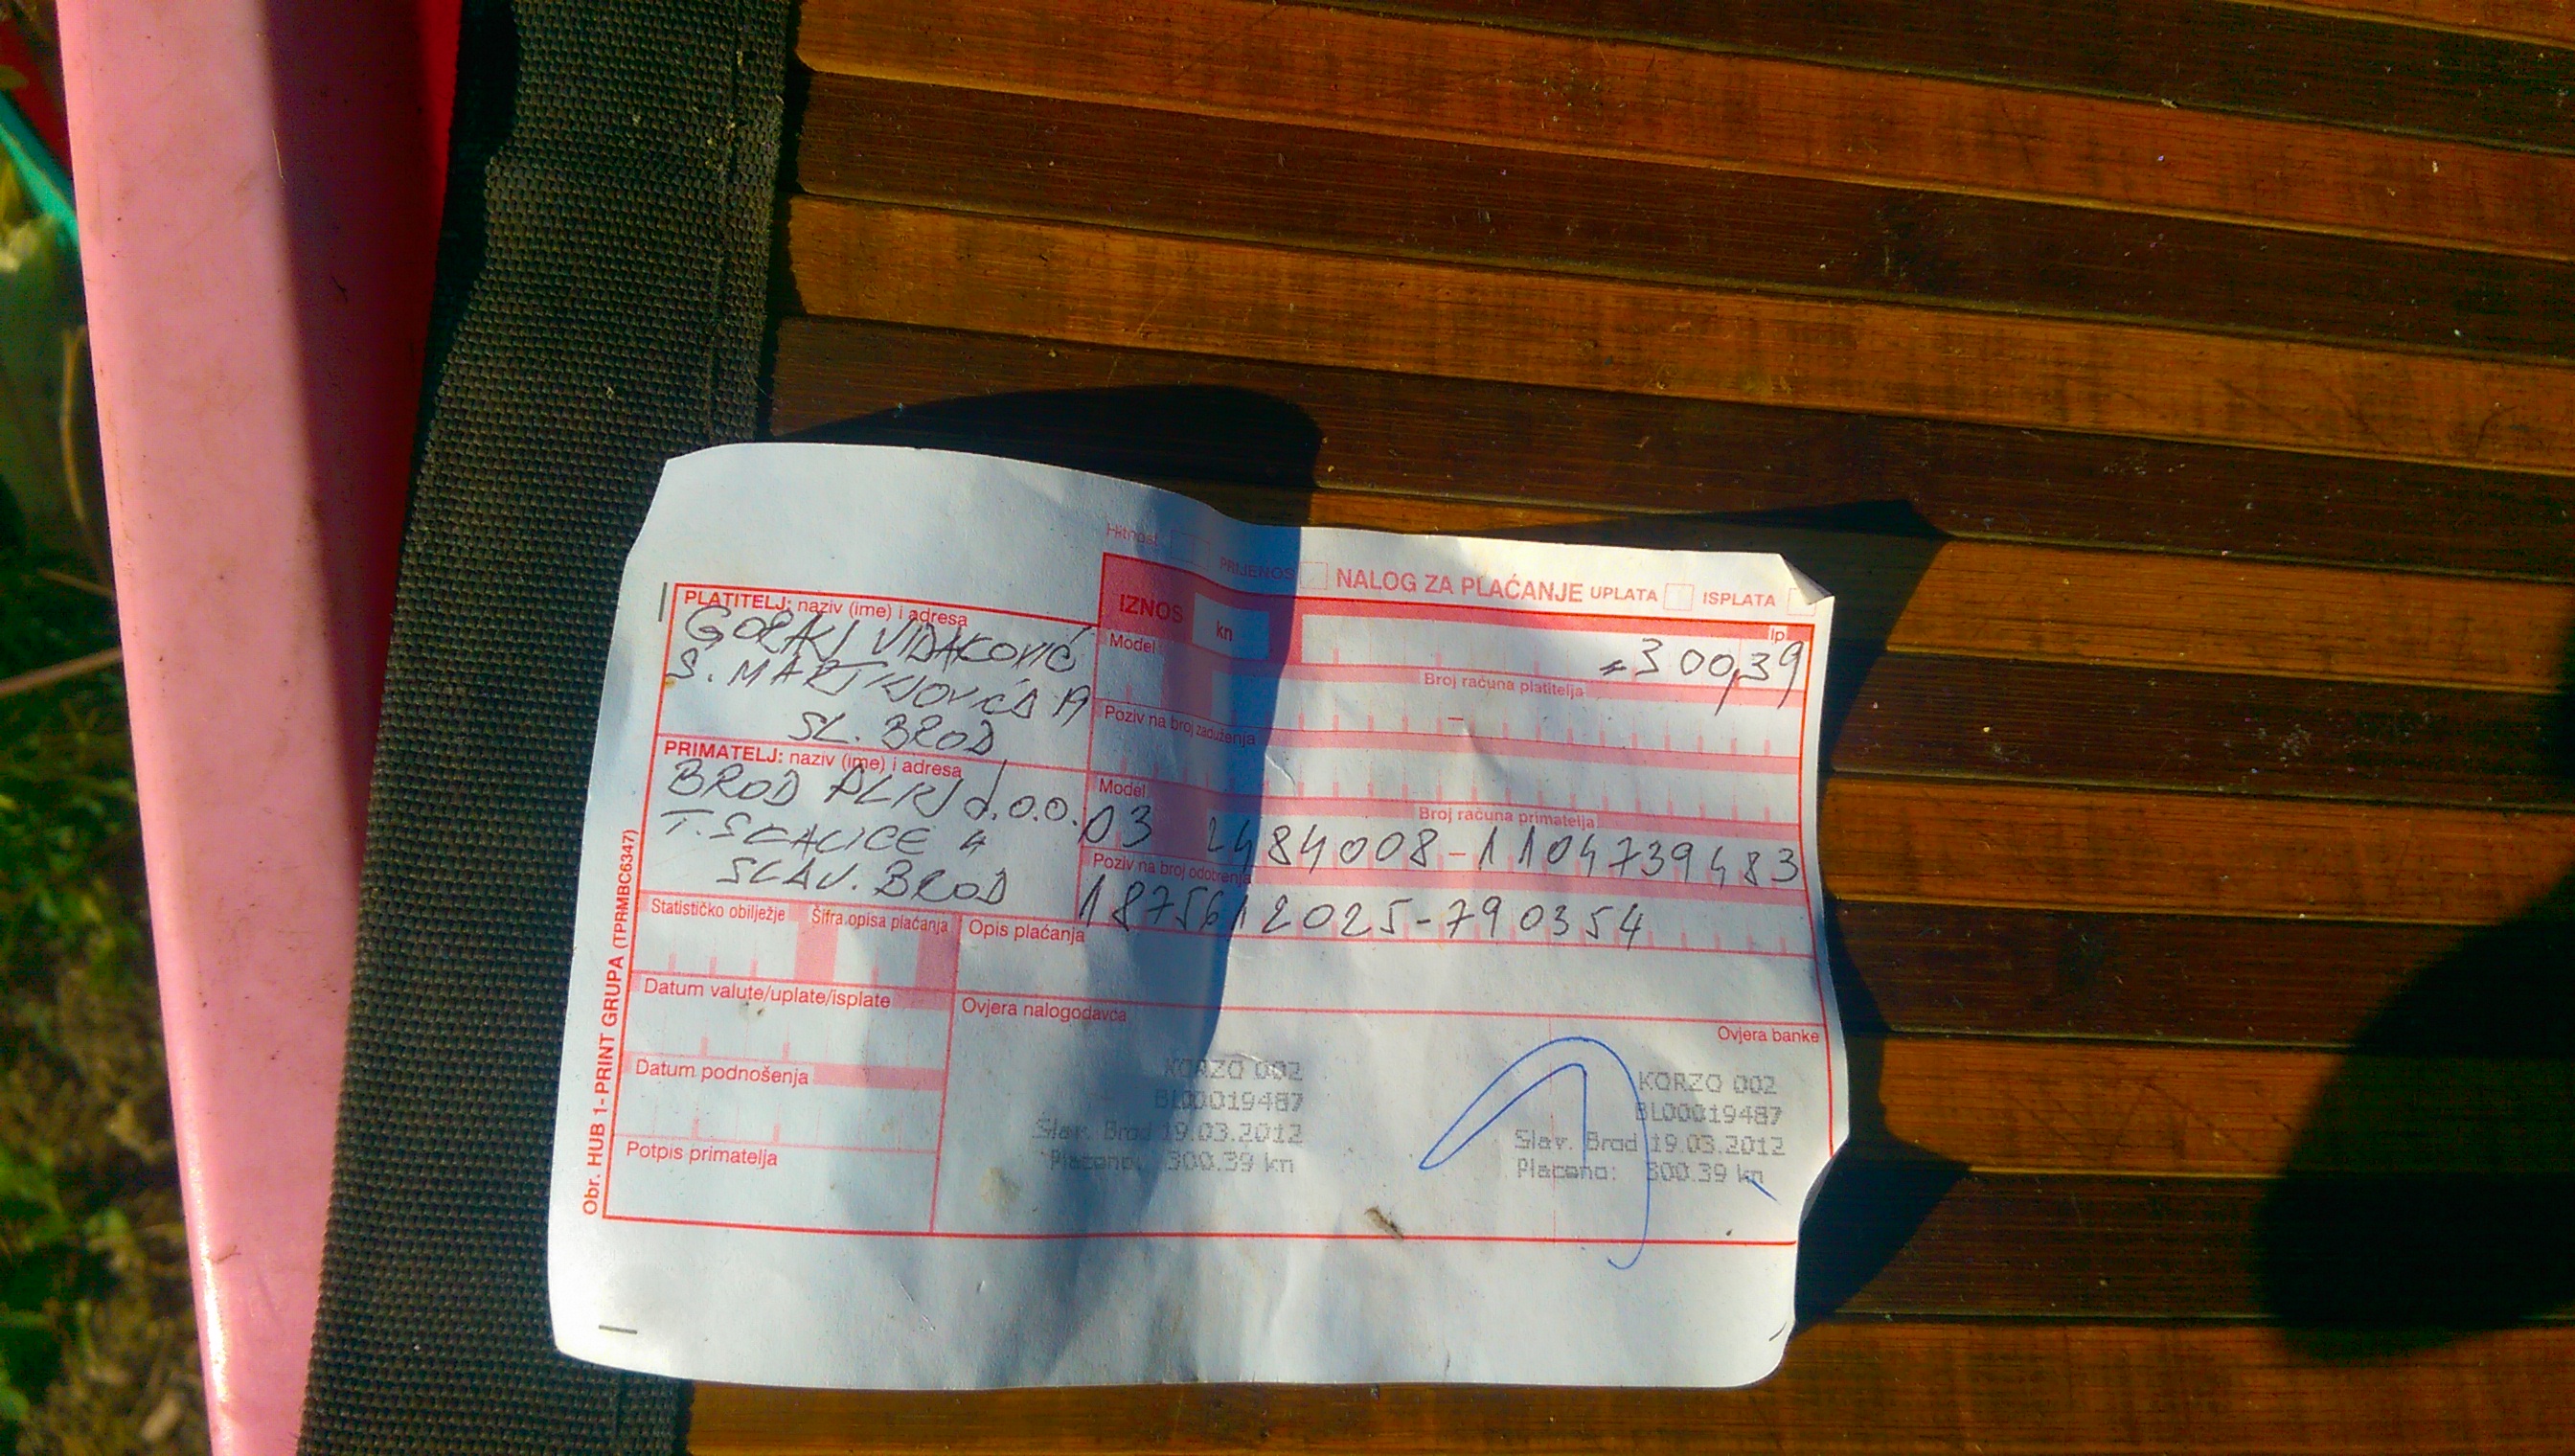 Hitnost PRIJENOS NALOG ZA PLAĆANJE UPLATA ISPLATA
PLATITELJ: naziv (ime) i adresa
GORAN VIDAKOVIĆ
S. MARTINOVIĆA 19
SL. BROD
IZNOS kn lp
=300,39
Model Broj računa platitelja
Poziv na broj zaduženja
PRIMATELJ: naziv (ime) i adresa
BROD PLIN d.o.o.
T. SKALICE 4
SLAV. BROD
Model Broj računa primatelja
03 2484008-1104739483
Poziv na broj odobrenja
1875612025-790354
Statističko obilježje Šifra opisa plaćanja Opis plaćanja
Datum valute/uplate/isplate
Ovjera nalogodavca Ovjera banke
Datum podnošenja
Potpis primatelja
KORZO 002
BL00019487
Slav. Brod 19.03.2012
Placeno: 300.39 kn
KORZO 002
BL00019487
Slav. Brod 19.03.2012
Placeno: 300.39 kn
Obr. HUB 1-PRINT GRUPA (TPRMBC6347)